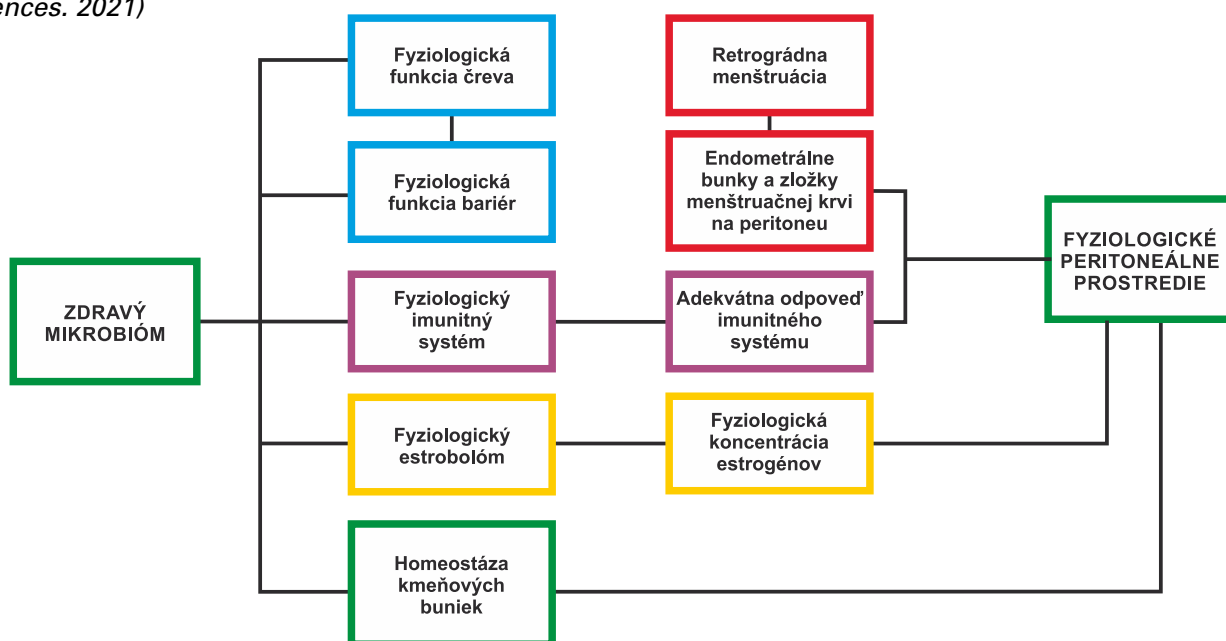 ences. 2021)
Fyziologická
funkcia čreva
Retrográdna
menštruácia
Fyziologická
funkcia bariér
Endometrálne
bunky a zložky
menštruačnej krvi
na peritoneu
FYZIOLOGICKÉ
PERITONEÁLNE
PROSTREDIE
ZDRAVÝ
MIKROBIÓM
Fyziologický
imunitný
systém
Adekvátna odpoveď
imunitného
systému
Fyziologický
estrobolóm
Fyziologická
koncentrácia
estrogénov
Homeostáza
kmeňových
buniek